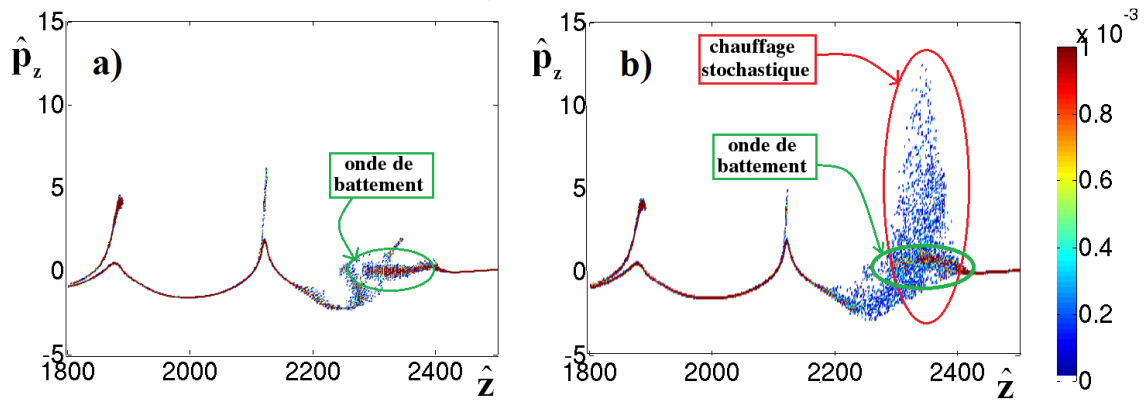 15
p̂z
a)
10
5
0
-5
onde de
battement
1800
2000
2200
2400
ẑ
15
p̂z
b)
10
5
0
-5
chauffage
stochastique
onde de
battement
1800
2000
2200
2400
ẑ
x 10⁻³
1
0.8
0.6
0.4
0.2
0